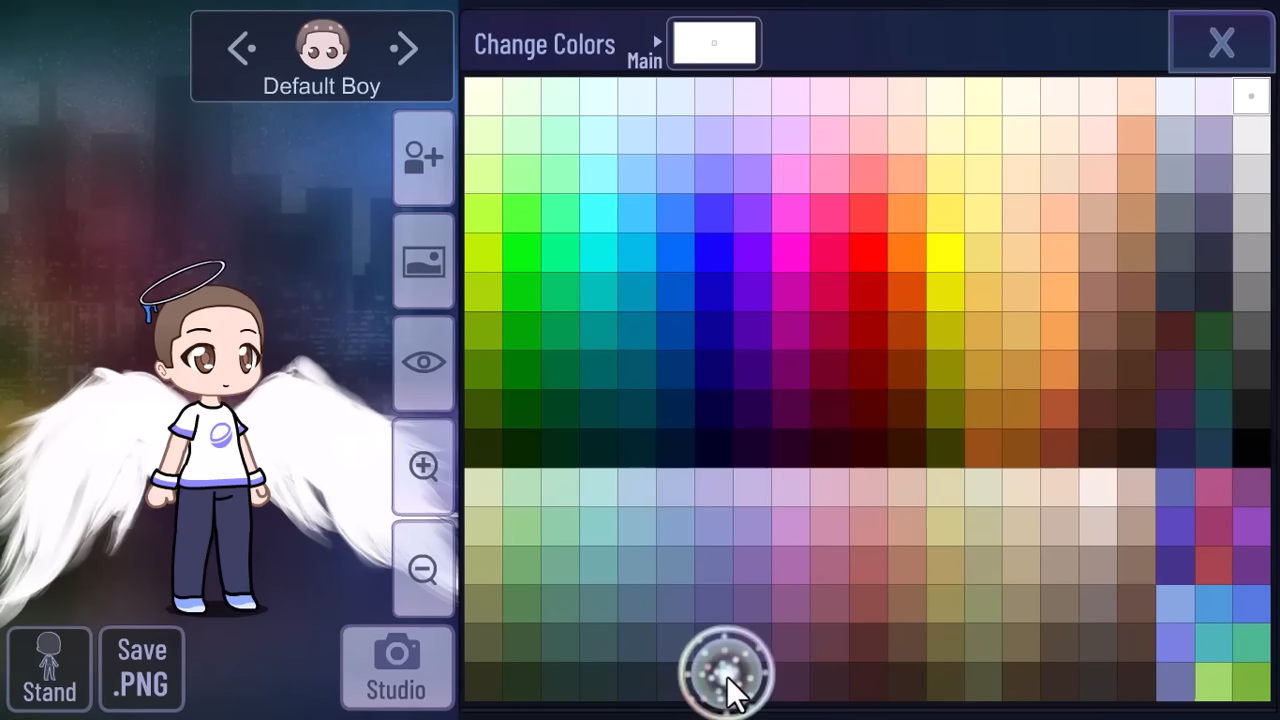 Default Boy
Change Colors
Main
X
Stand
Save
.PNG
Studio